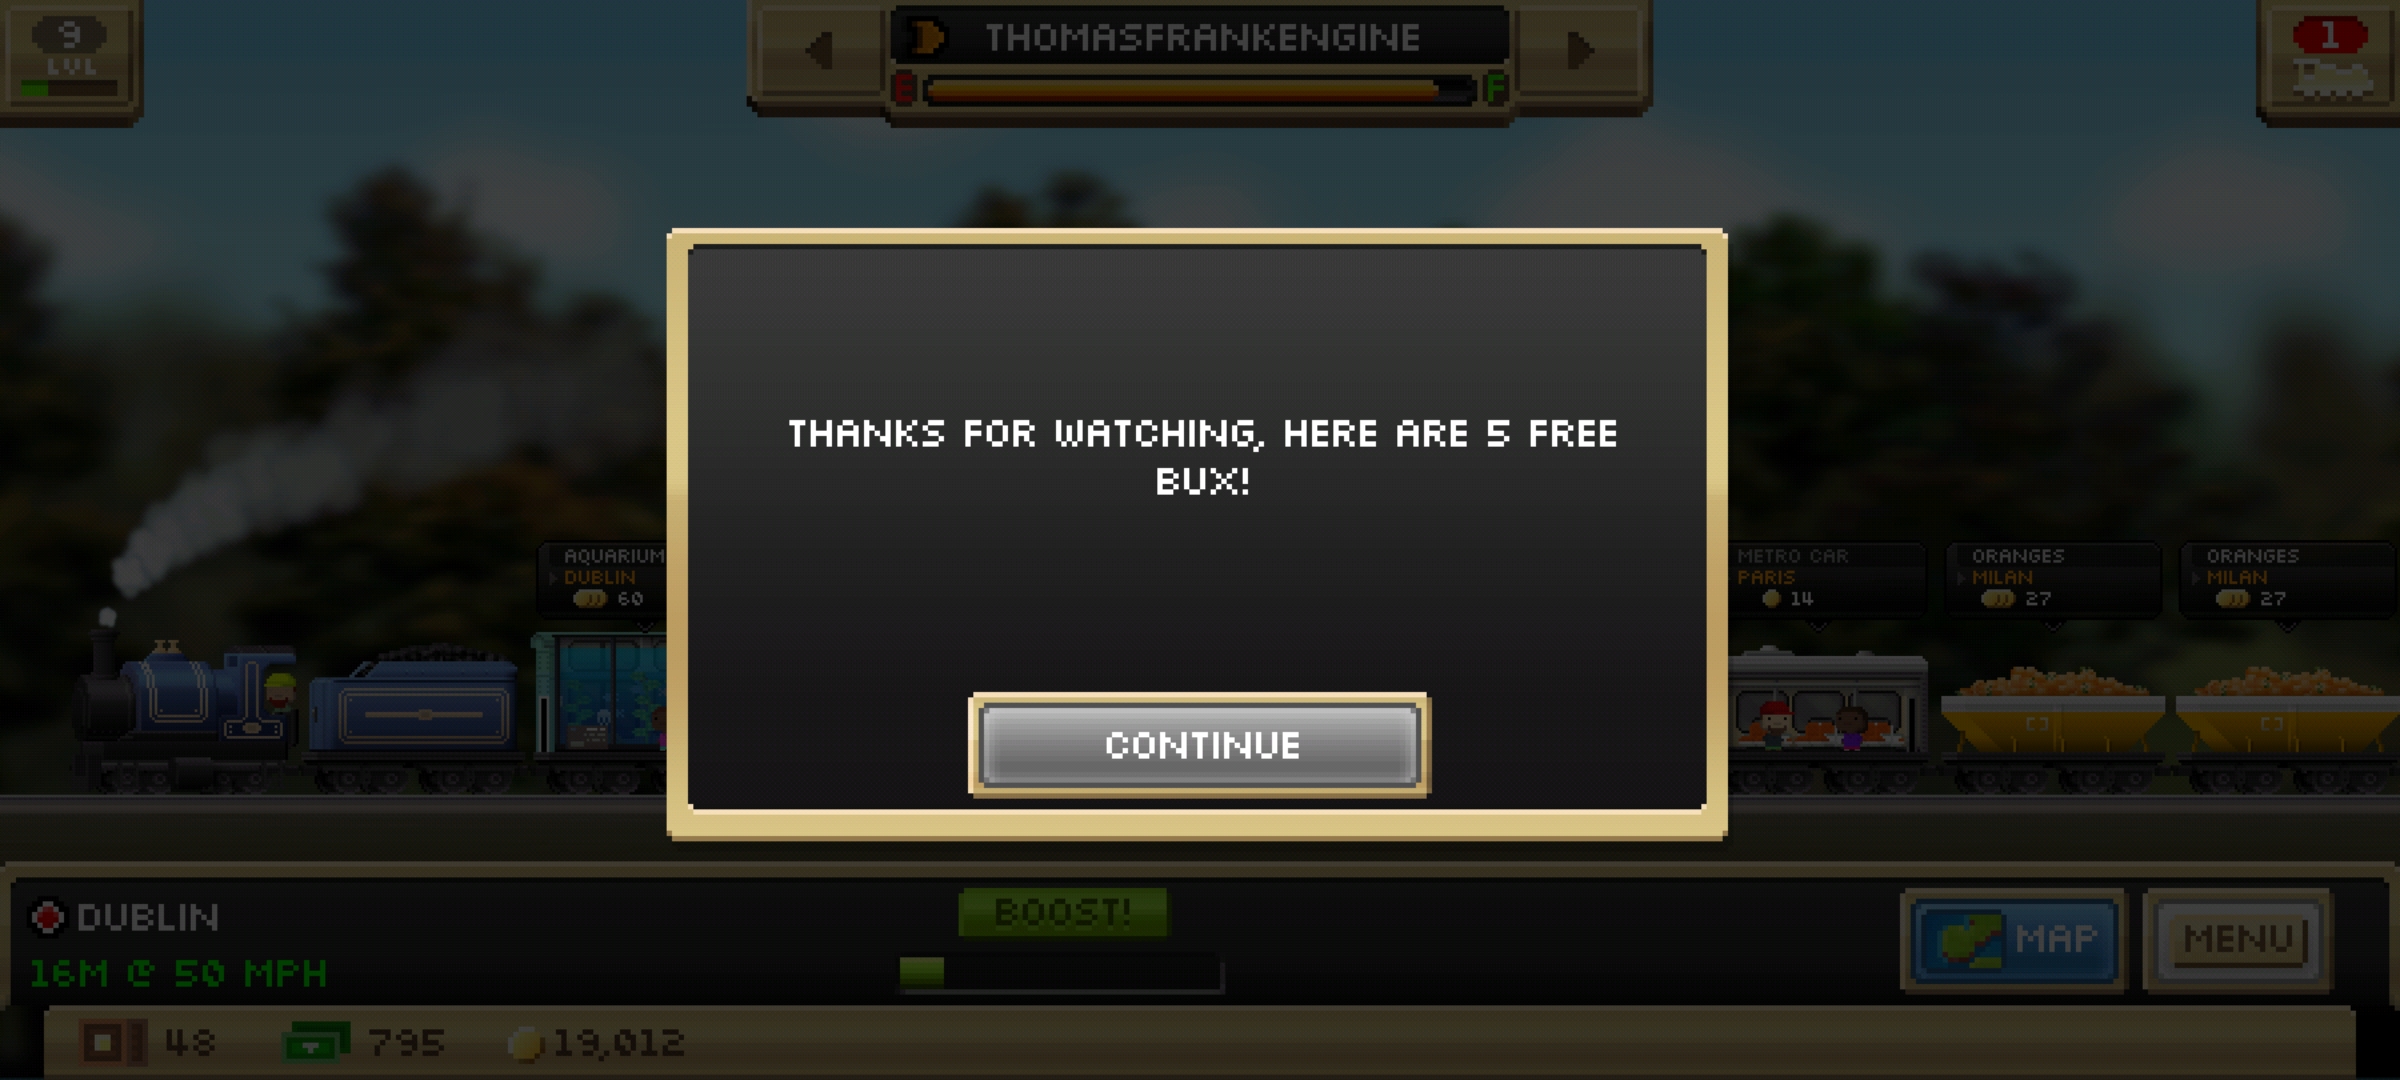 9
LVL
THOMASFRANKENGINE
E F
1
THANKS FOR WATCHING, HERE ARE 5 FREE
BUX!
CONTINUE
AQUARIUM
DUBLIN
60
METRO CAR
PARIS
14
ORANGES
MILAN
27
ORANGES
MILAN
27
DUBLIN
16M @ 50 MPH
BOOST!
MAP
MENU
48 795 19,012